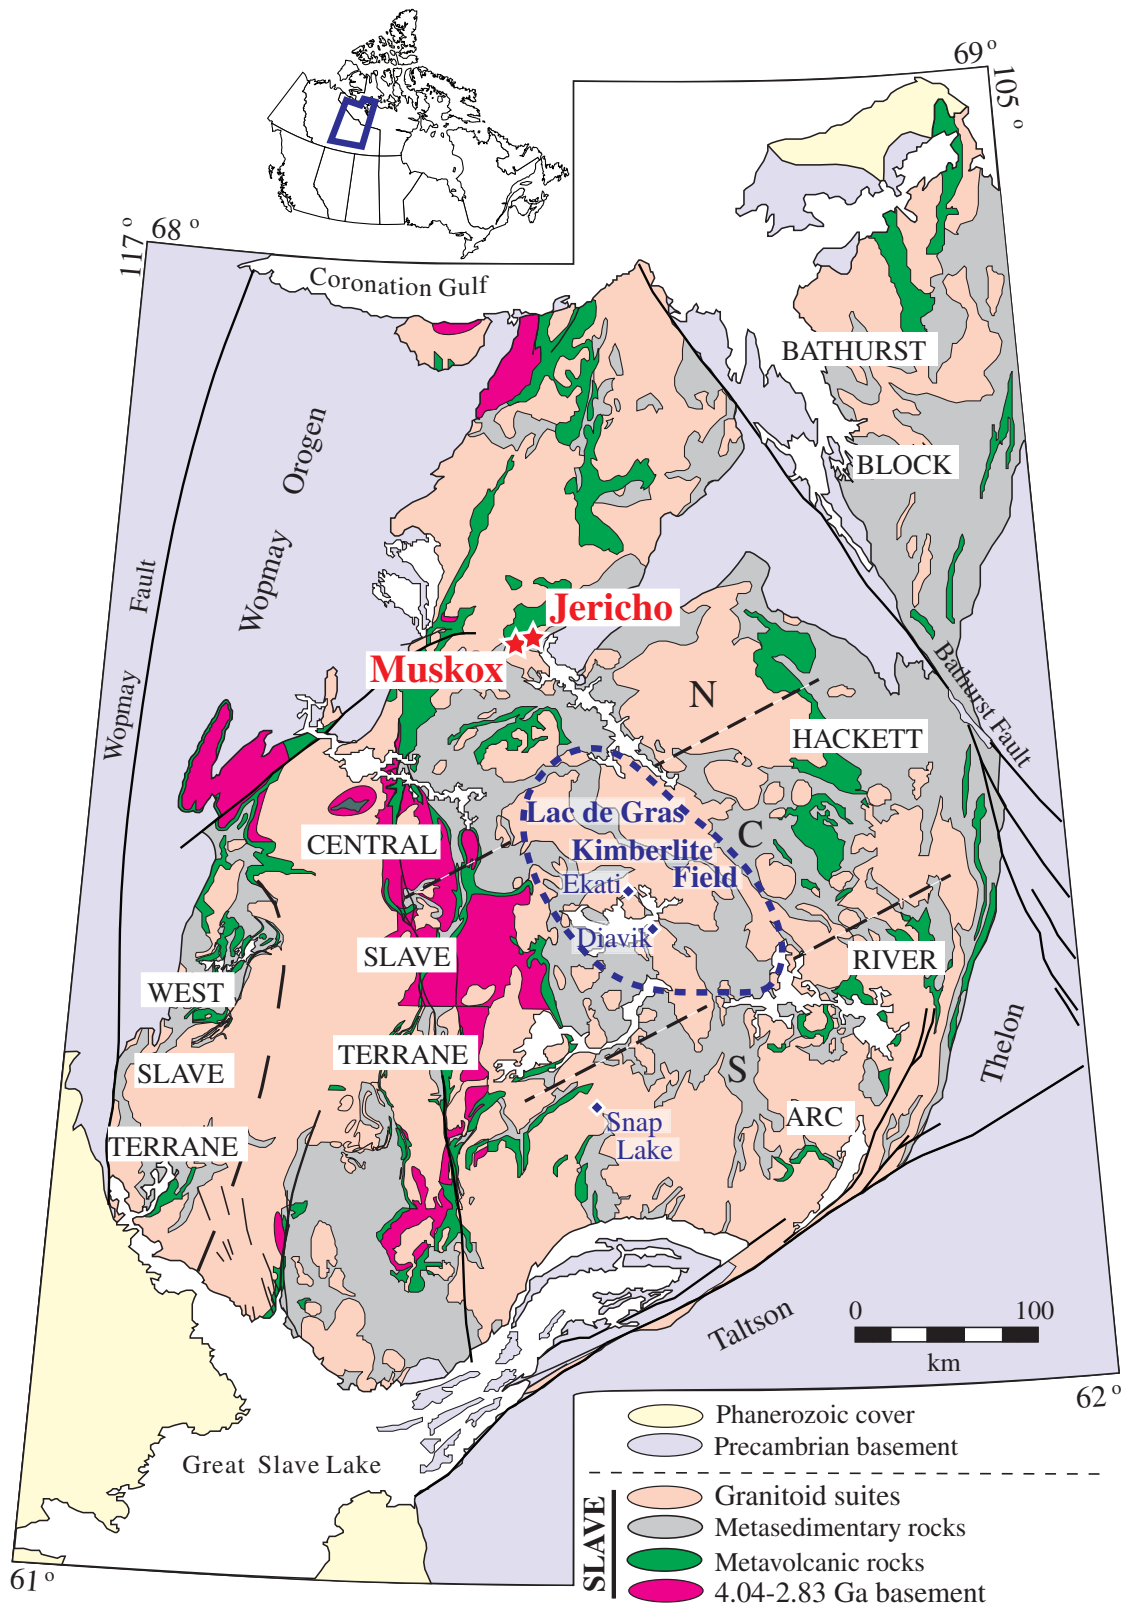 69 o
105 o
117 o
68 o
Coronation Gulf
BATHURST
BLOCK
Wopmay Orogen
Wopmay Fault
Jericho
Muskox
N
Bathurst Fault
HACKETT
Lac de Gras
Kimberlite
Field
C
CENTRAL
Ekati
Diavik
SLAVE
RIVER
WEST
TERRANE
SLAVE
S
Thelon
Snap
Lake
ARC
TERRANE
Taltson
0 100
km
62 o
Great Slave Lake
61 o
Phanerozoic cover
Precambrian basement
SLAVE
Granitoid suites
Metasedimentary rocks
Metavolcanic rocks
4.04-2.83 Ga basement